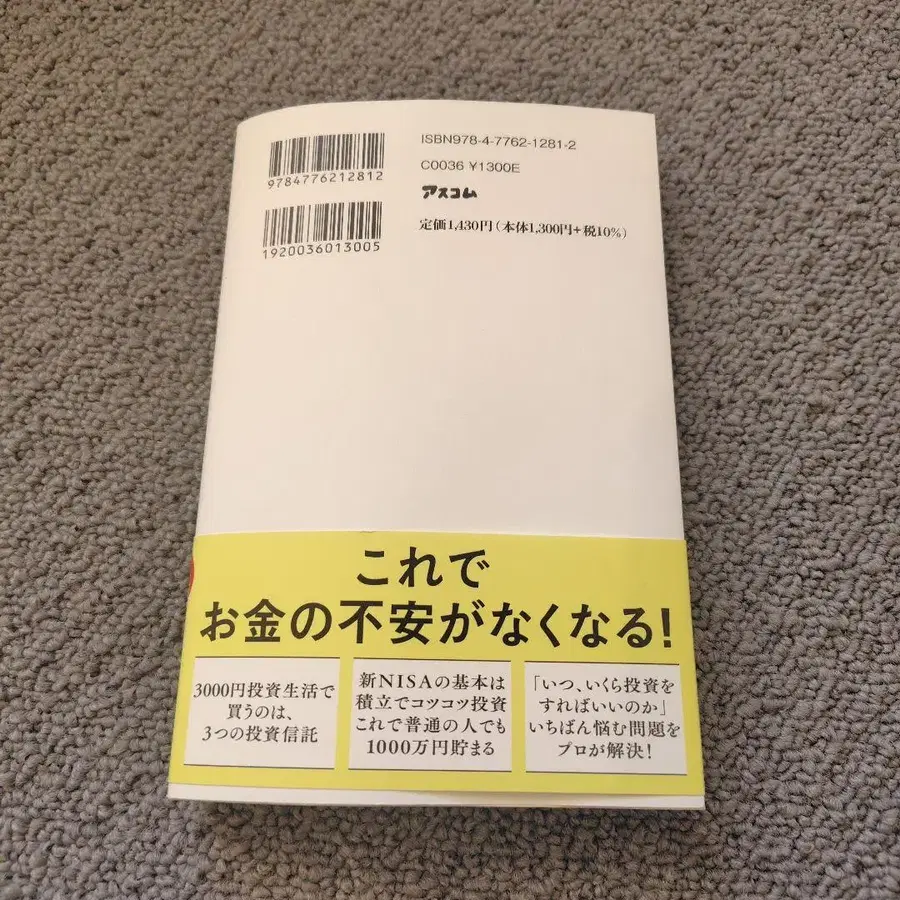 9784776212812
1920036013005
ISBN978-4-7762-1281-2
C0036 ¥1300E
アスコム
定価1,430円(本体1,300円+税10%)
これで
お金の不安がなくなる!
3000円投資生活で
買うのは、
3つの投資信託
新NISAの基本は
積立でコツコツ投資
これで普通の人でも
1000万円貯まる
「いつ、いくら投資を
すればいいのか」
いちばん悩む問題を
プロが解決!